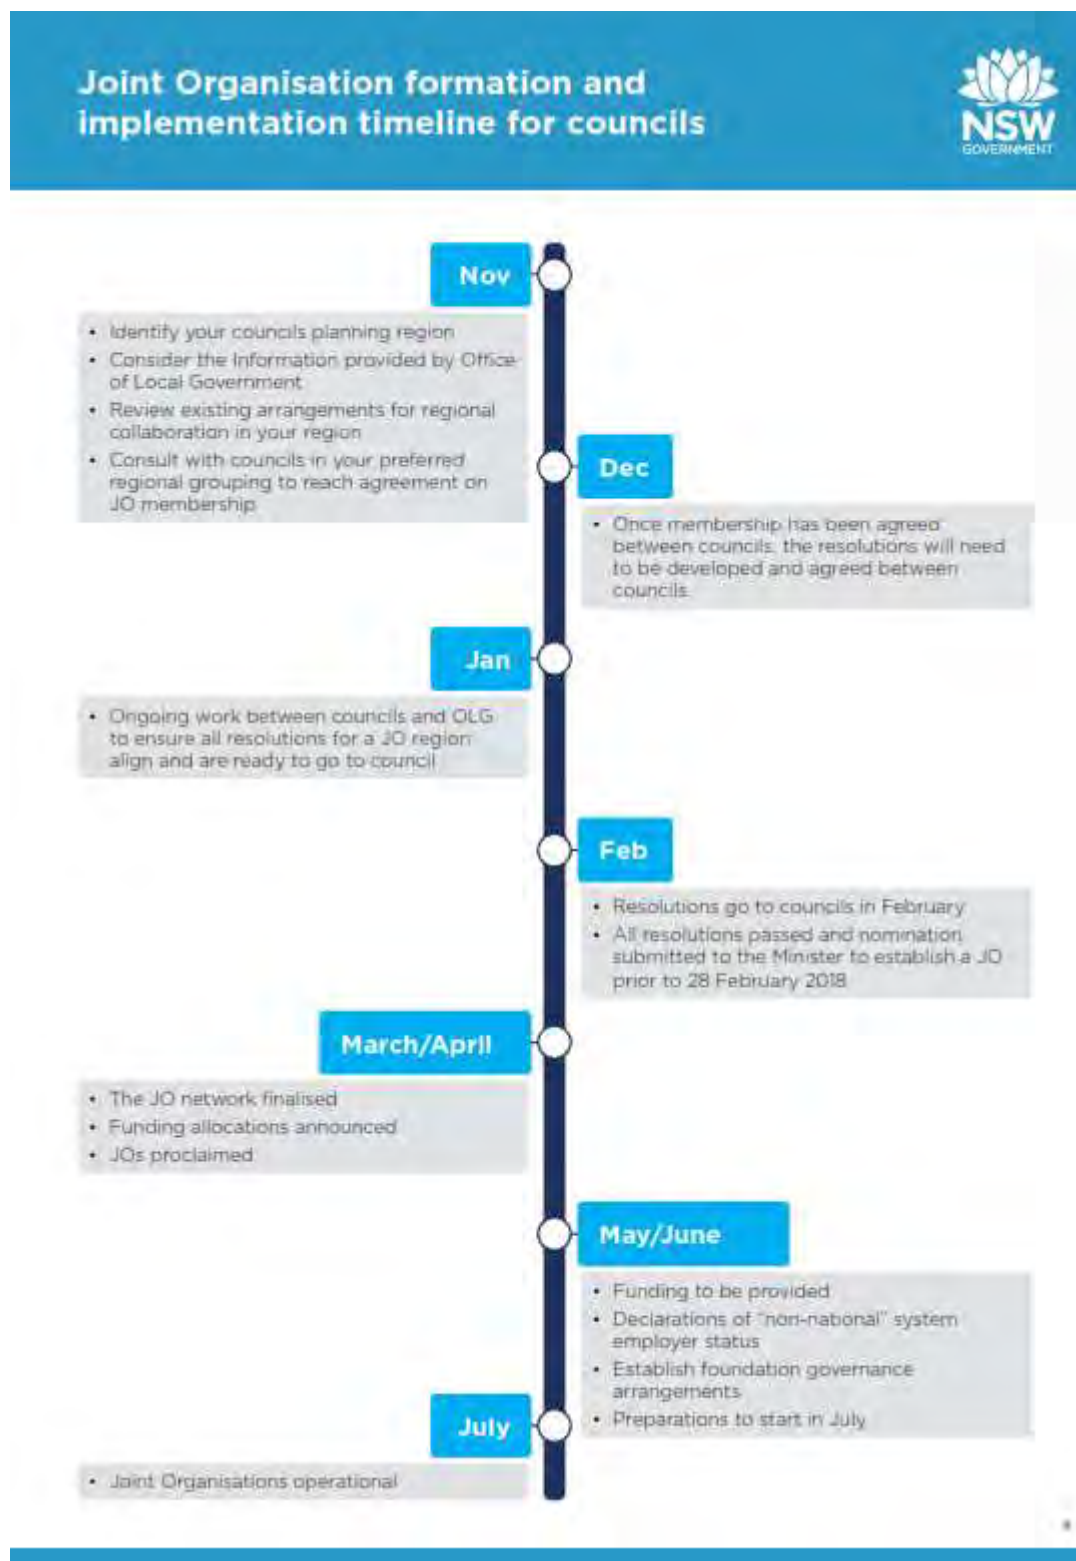 Joint Organisation formation and
implementation timeline for councils
NSW
GOVERNMENT
Nov
• Identify your councils planning region
• Consider the Information provided by Office
of Local Government
• Review existing arrangements for regional
collaboration in your region
• Consult with councils in your preferred
regional grouping to reach agreement on
JO membership
Dec
• Once membership has been agreed
between councils, the resolutions will need
to be developed and agreed between
councils.
Jan
• Ongoing work between councils and OLG
to ensure all resolutions for a JO region
align and are ready to go to council
Feb
• Resolutions go to councils in February
• All resolutions passed and nomination
submitted to the Minister to establish a JO
prior to 28 February 2018
March/April
• The JO network finalised
• Funding allocations announced
• JOs proclaimed
May/June
• Funding to be provided
• Declarations of "non-national" system
employer status
• Establish foundation governance
arrangements
• Preparations to start in July
July
• Joint Organisations operational